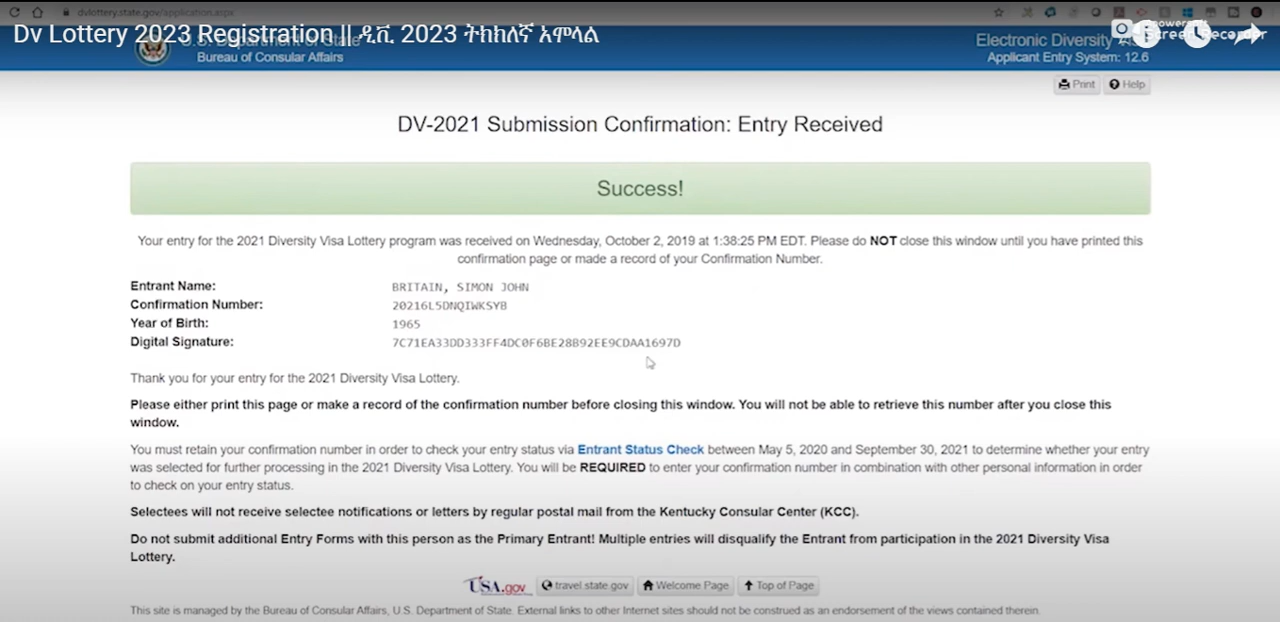 dvlottery.state.gov/application.aspx
Dv Lottery 2023 Registration || ዲቪ 2023 ትክክለኛ አሞላል
U.S. Department of State
Bureau of Consular Affairs
Electronic Diversity
Applicant Entry System: 12.6
Screen Recorder
Print
Help
DV-2021 Submission Confirmation: Entry Received
Success!
Your entry for the 2021 Diversity Visa Lottery program was received on Wednesday, October 2, 2019 at 1:38:25 PM EDT. Please do NOT close this window until you have printed this
confirmation page or made a record of your Confirmation Number.
Entrant Name: BRITAIN, SIMON JOHN
Confirmation Number: 20216L5DNQIWKSYB
Year of Birth: 1965
Digital Signature: 7C71EA33DD333FF4DC0F6BE28B92EE9CDAA1697D
Thank you for your entry for the 2021 Diversity Visa Lottery.
Please either print this page or make a record of the confirmation number before closing this window. You will not be able to retrieve this number after you close this
window.
You must retain your confirmation number in order to check your entry status via Entrant Status Check between May 5, 2020 and September 30, 2021 to determine whether your entry
was selected for further processing in the 2021 Diversity Visa Lottery. You will be REQUIRED to enter your confirmation number in combination with other personal information in order
to check on your entry status.
Selectees will not receive selectee notifications or letters by regular postal mail from the Kentucky Consular Center (KCC).
Do not submit additional Entry Forms with this person as the Primary Entrant! Multiple entries will disqualify the Entrant from participation in the 2021 Diversity Visa
Lottery.
USA.gov
travel.state.gov
Welcome Page
Top of Page
This site is managed by the Bureau of Consular Affairs, U.S. Department of State. External links to other Internet sites should not be construed as an endorsement of the views contained therein.